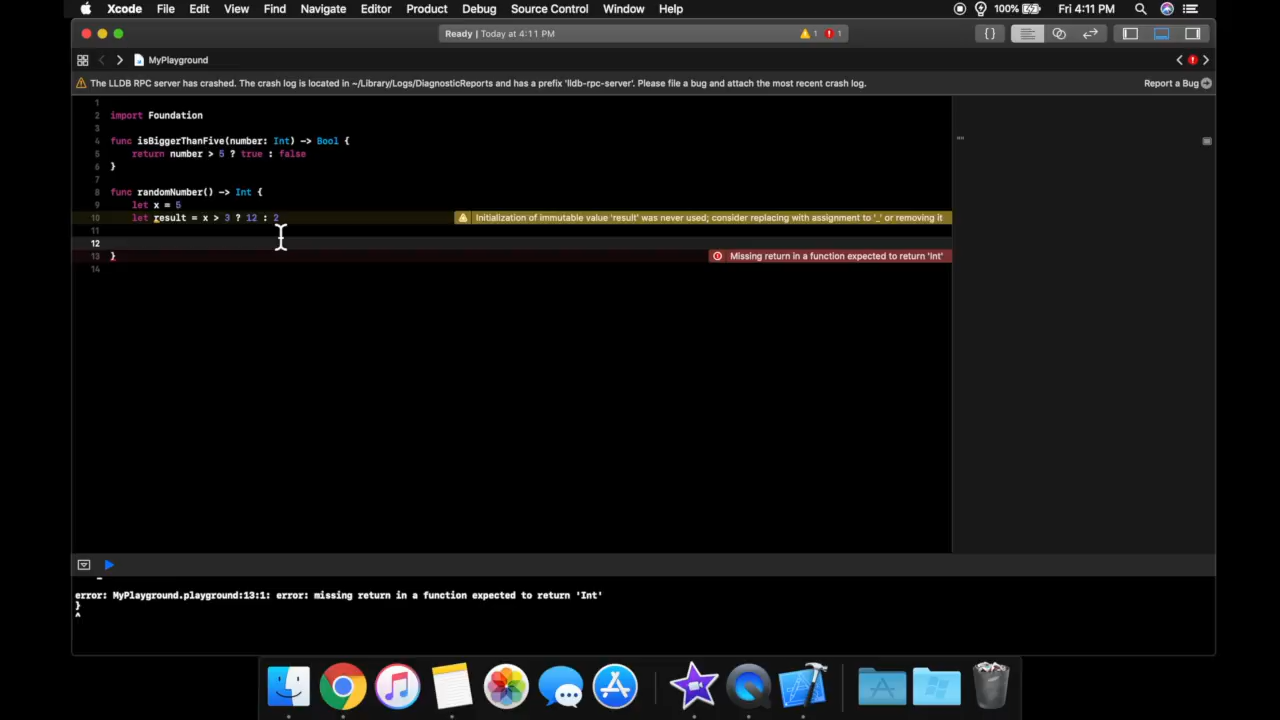 Xcode File Edit View Find Navigate Editor Product Debug Source Control Window Help 100% Fri 4:11 PM
Ready | Today at 4:11 PM 1 1
MyPlayground
The LLDB RPC server has crashed. The crash log is located in ~/Library/Logs/DiagnosticReports and has a prefix 'lldb-rpc-server'. Please file a bug and attach the most recent crash log. Report a Bug
1
2 import Foundation
3
4 func isBiggerThanFive(number: Int) -> Bool {
5 return number > 5 ? true : false
6 }
7
8 func randomNumber() -> Int {
9 let x = 5
10 let result = x > 3 ? 12 : 2 Initialization of immutable value 'result' was never used; consider replacing with assignment to '_' or removing it
11
12
13 } Missing return in a function expected to return 'Int'
14
""
error: MyPlayground.playground:13:1: error: missing return in a function expected to return 'Int'
}
^